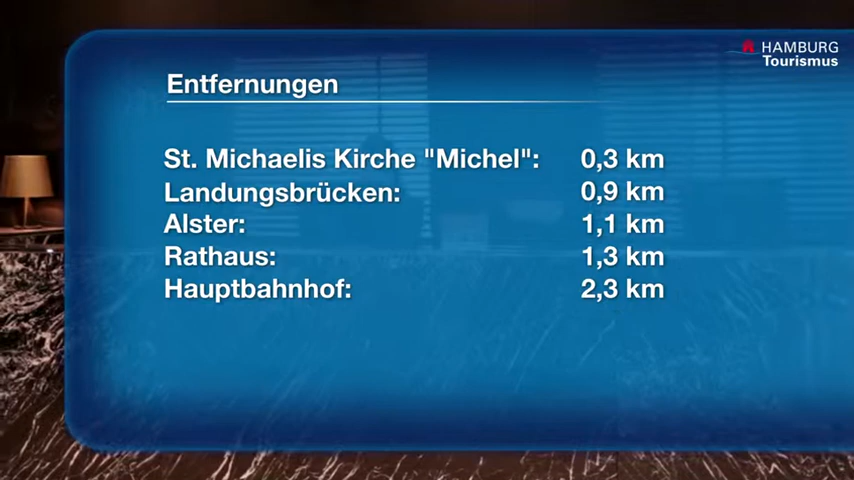 HAMBURG
Tourismus
Entfernungen
St. Michaelis Kirche "Michel": 0,3 km
Landungsbrücken: 0,9 km
Alster: 1,1 km
Rathaus: 1,3 km
Hauptbahnhof: 2,3 km